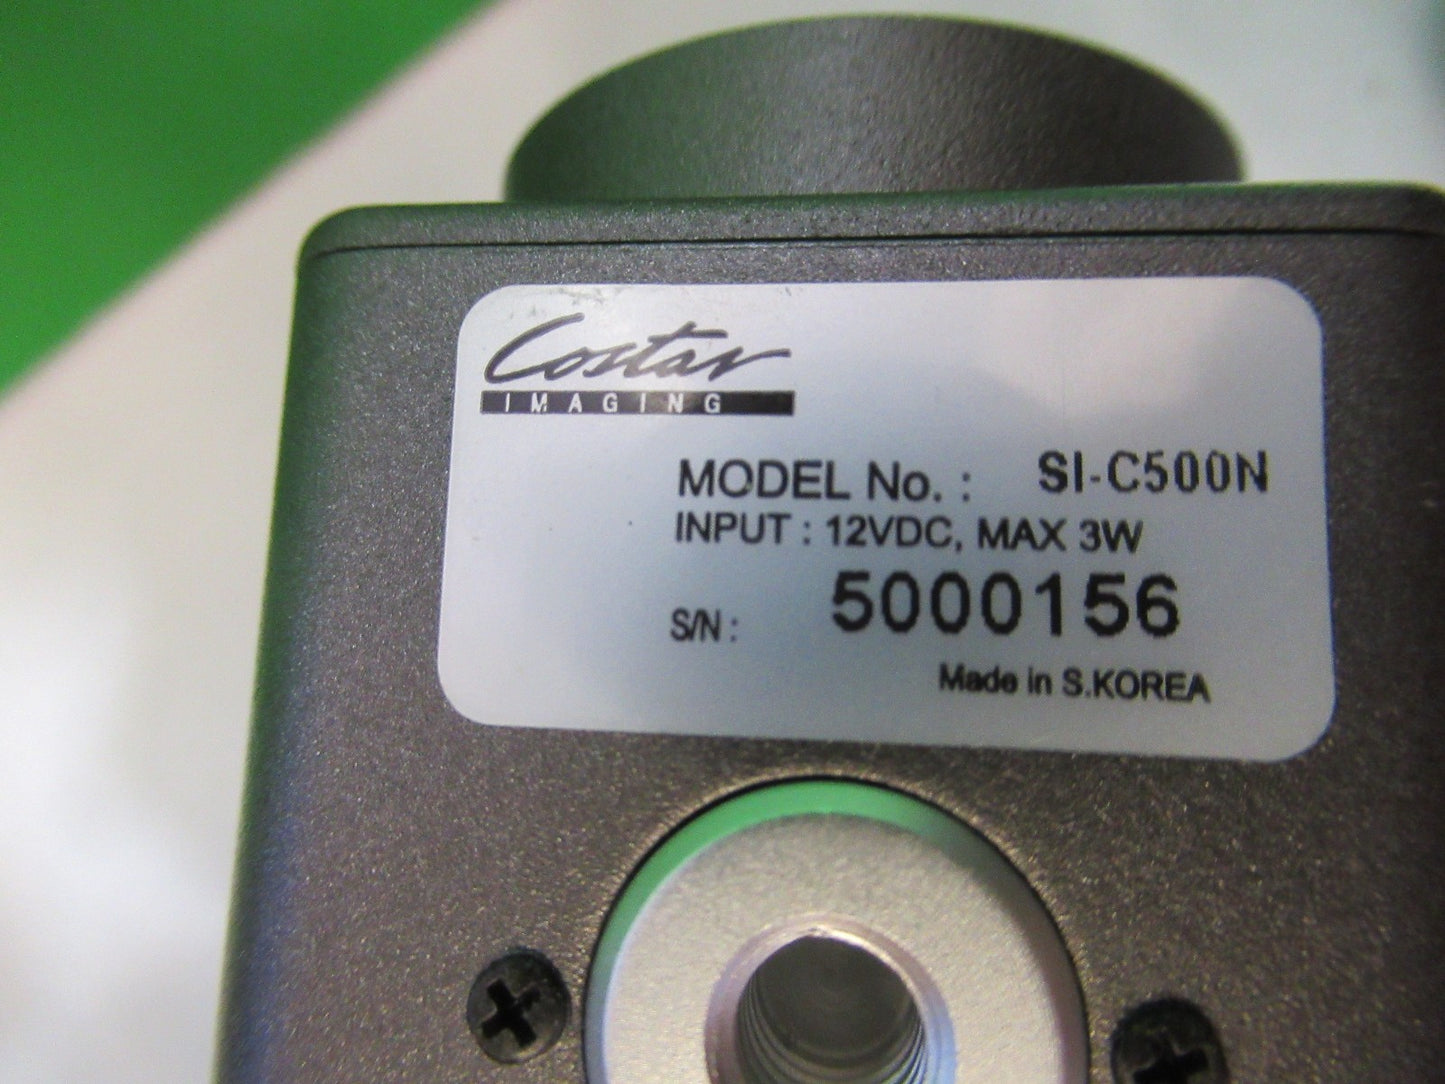 Costar
IMAGING
MODEL No. : SI-C500N
INPUT : 12VDC, MAX 3W
S/N : 5000156
Made in S.KOREA